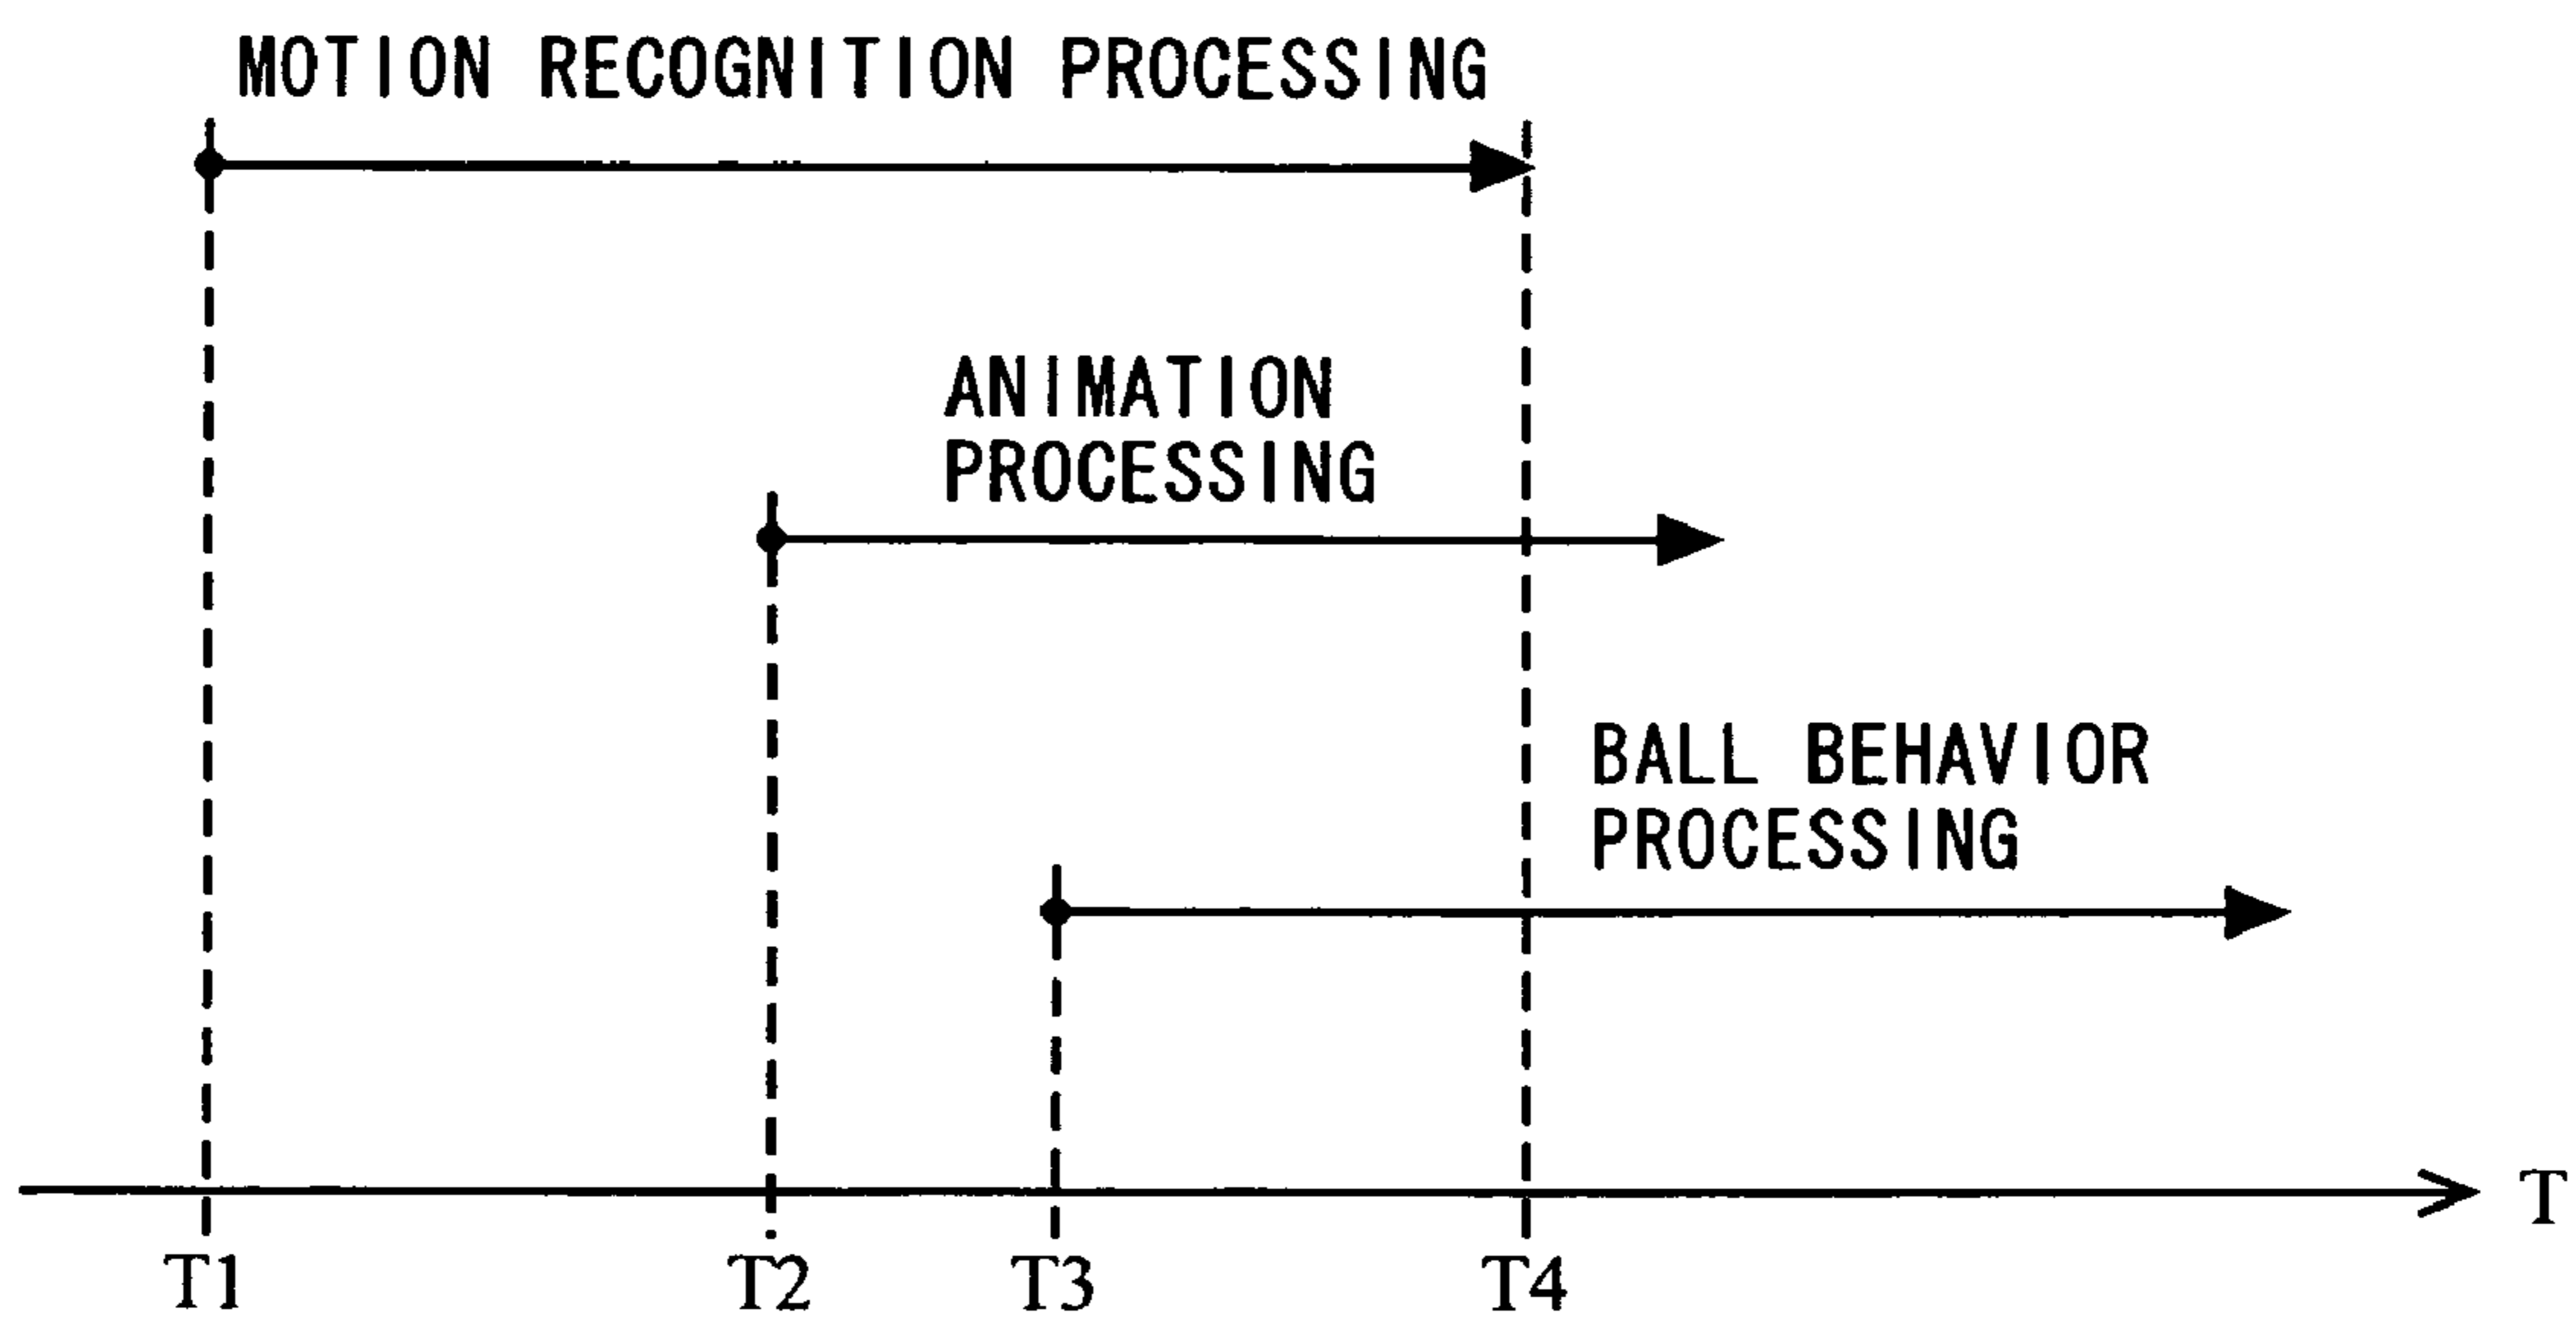 MOTION RECOGNITION PROCESSING
ANIMATION
PROCESSING
BALL BEHAVIOR
PROCESSING
T
T1 T2 T3 T4